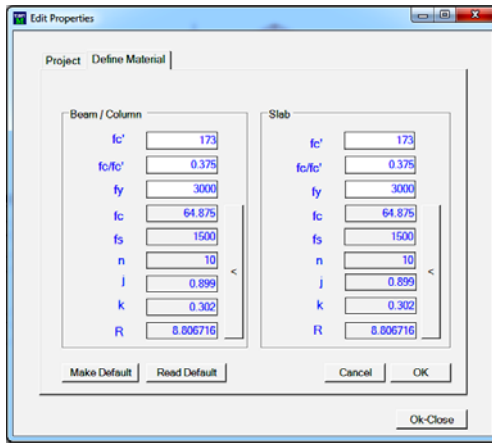 Edit Properties
Project Define Material
Beam / Column Slab
fc' 173 fc' 173
fc/fc' 0.375 fc/fc' 0.375
fy 3000 fy 3000
fc 64.875 fc 64.875
fs 1500 fs 1500
n 10 n 10
j 0.899 < j 0.899 <
k 0.302 k 0.302
R 8.806716 R 8.806716
Make Default Read Default Cancel OK
Ok-Close